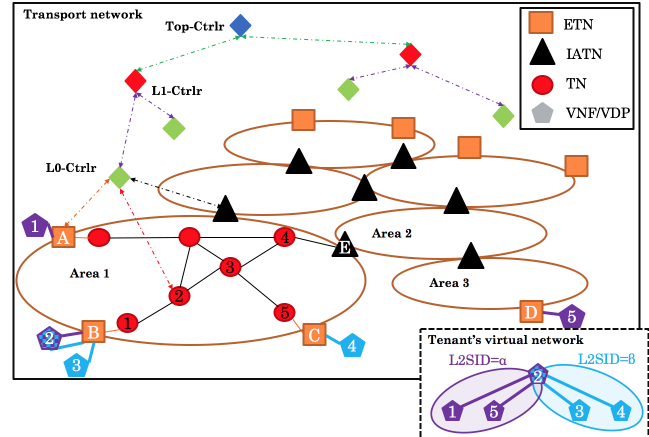 Transport network
Top-Ctrlr
ETN
IATN
TN
VNF/VDP
L1-Ctrlr
L0-Ctrlr
1
A
4
E
Area 2
3
Area 1
2
Area 3
1
5
D
5
B
C
2
3
4
Tenant's virtual network
L2SID=α
L2SID=β
2
1
5
3
4